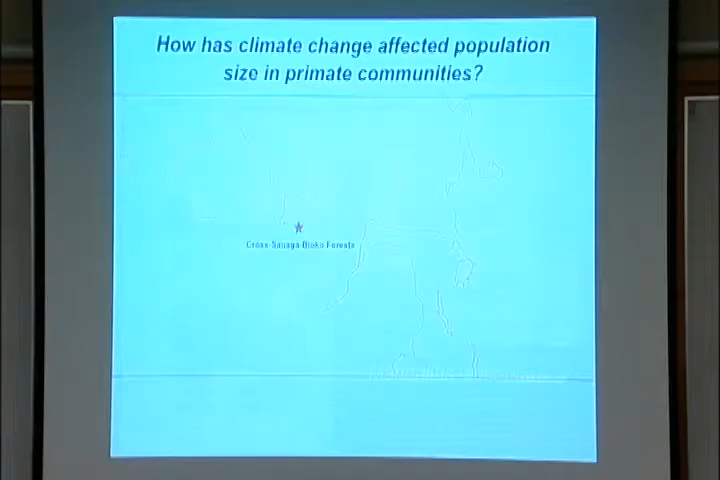 How has climate change affected population
size in primate communities?
Cross-Sanaga-Bioko Forests